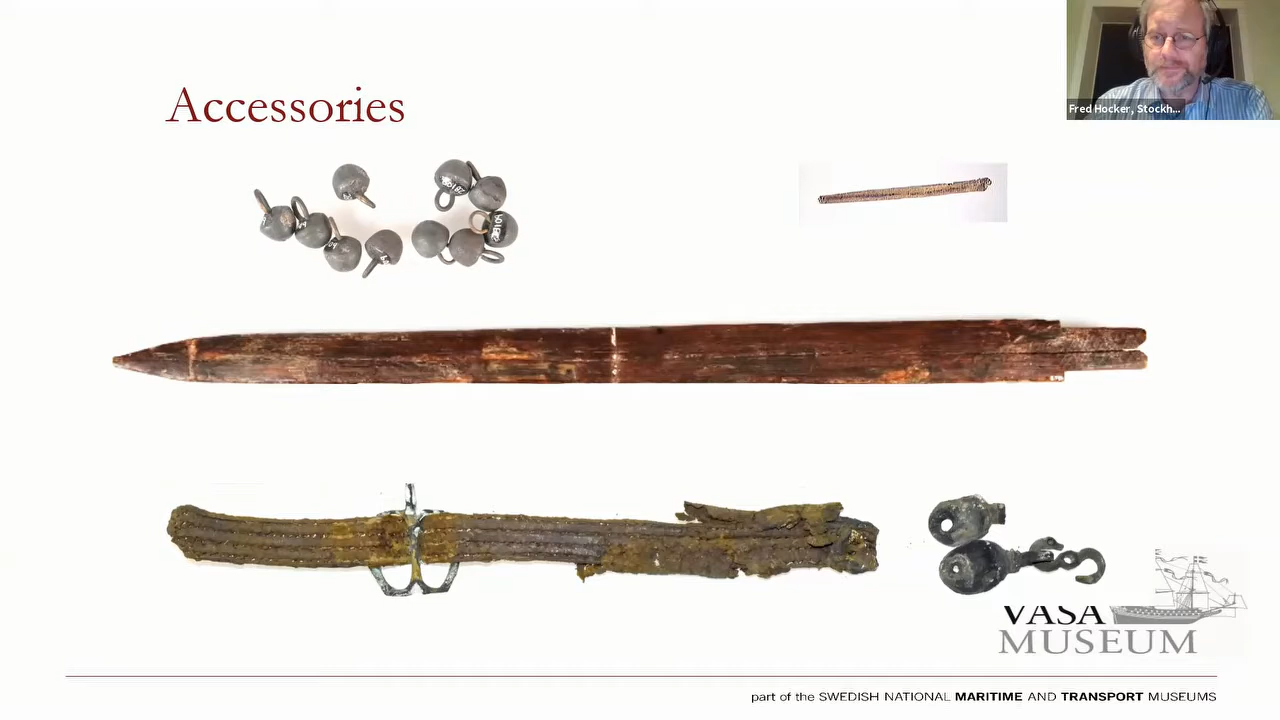 Accessories
Fred Hocker, Stockh...
VASA
MUSEUM
part of the SWEDISH NATIONAL MARITIME AND TRANSPORT MUSEUMS